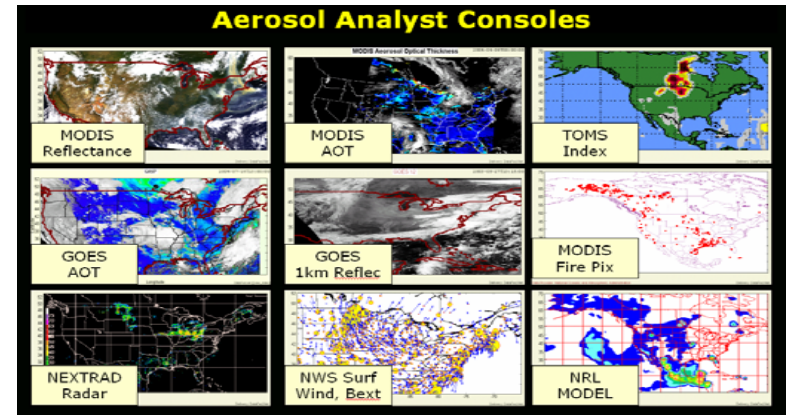 Aerosol Analyst Consoles
MODIS Aeorosol Optical Thickness
MODIS
Reflectance
MODIS
AOT
TOMS
Index
GOES
AOT
GOES
1km Reflec
MODIS
Fire Pix
NEXTRAD
Radar
NWS Surf
Wind, Bext
NRL
MODEL